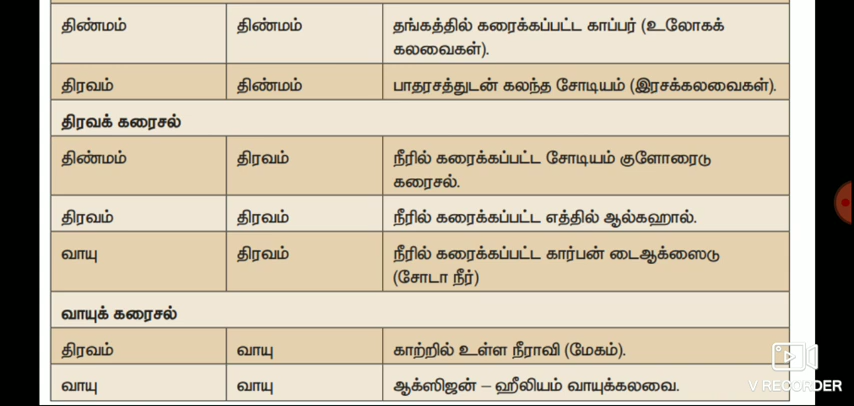 திண்மம் திண்மம் தங்கத்தில் கரைக்கப்பட்ட காப்பர் (உலோகக்
கலவைகள்).
திரவம் திண்மம் பாதரசத்துடன் கலந்த சோடியம் (இரசக்கலவைகள்).
திரவக் கரைசல்
திண்மம் திரவம் நீரில் கரைக்கப்பட்ட சோடியம் குளோரைடு
கரைசல்.
திரவம் திரவம் நீரில் கரைக்கப்பட்ட எத்தில் ஆல்கஹால்.
வாயு திரவம் நீரில் கரைக்கப்பட்ட கார்பன் டைஆக்ஸைடு
(சோடா நீர்)
வாயுக் கரைசல்
திரவம் வாயு காற்றில் உள்ள நீராவி (மேகம்).
வாயு வாயு ஆக்ஸிஜன் – ஹீலியம் வாயுக்கலவை.
V RECORDER